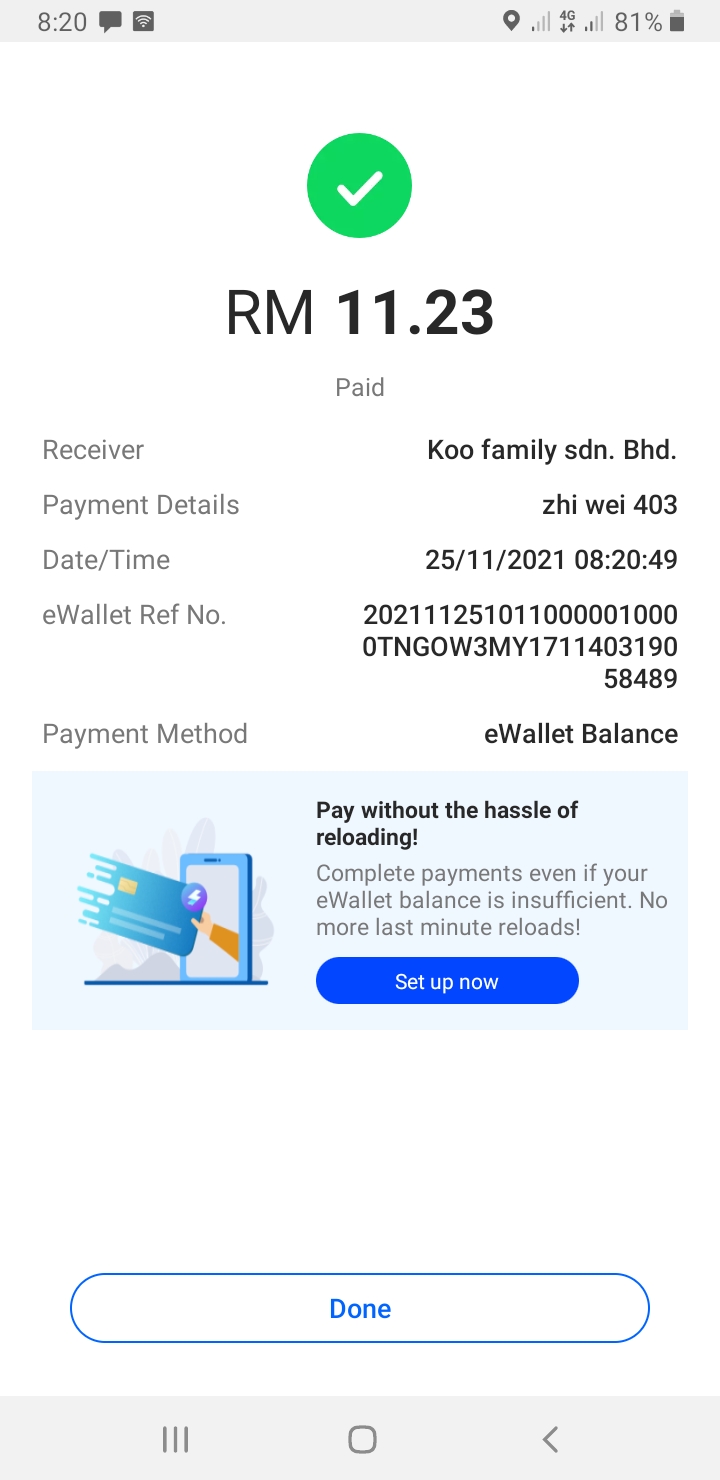 8:20 4G 81%
RM 11.23
Paid
Receiver Koo family sdn. Bhd.
Payment Details zhi wei 403
Date/Time 25/11/2021 08:20:49
eWallet Ref No. 202111251011000001000
0TNGOW3MY1711403190
58489
Payment Method eWallet Balance
Pay without the hassle of
reloading!
Complete payments even if your
eWallet balance is insufficient. No
more last minute reloads!
Set up now
Done